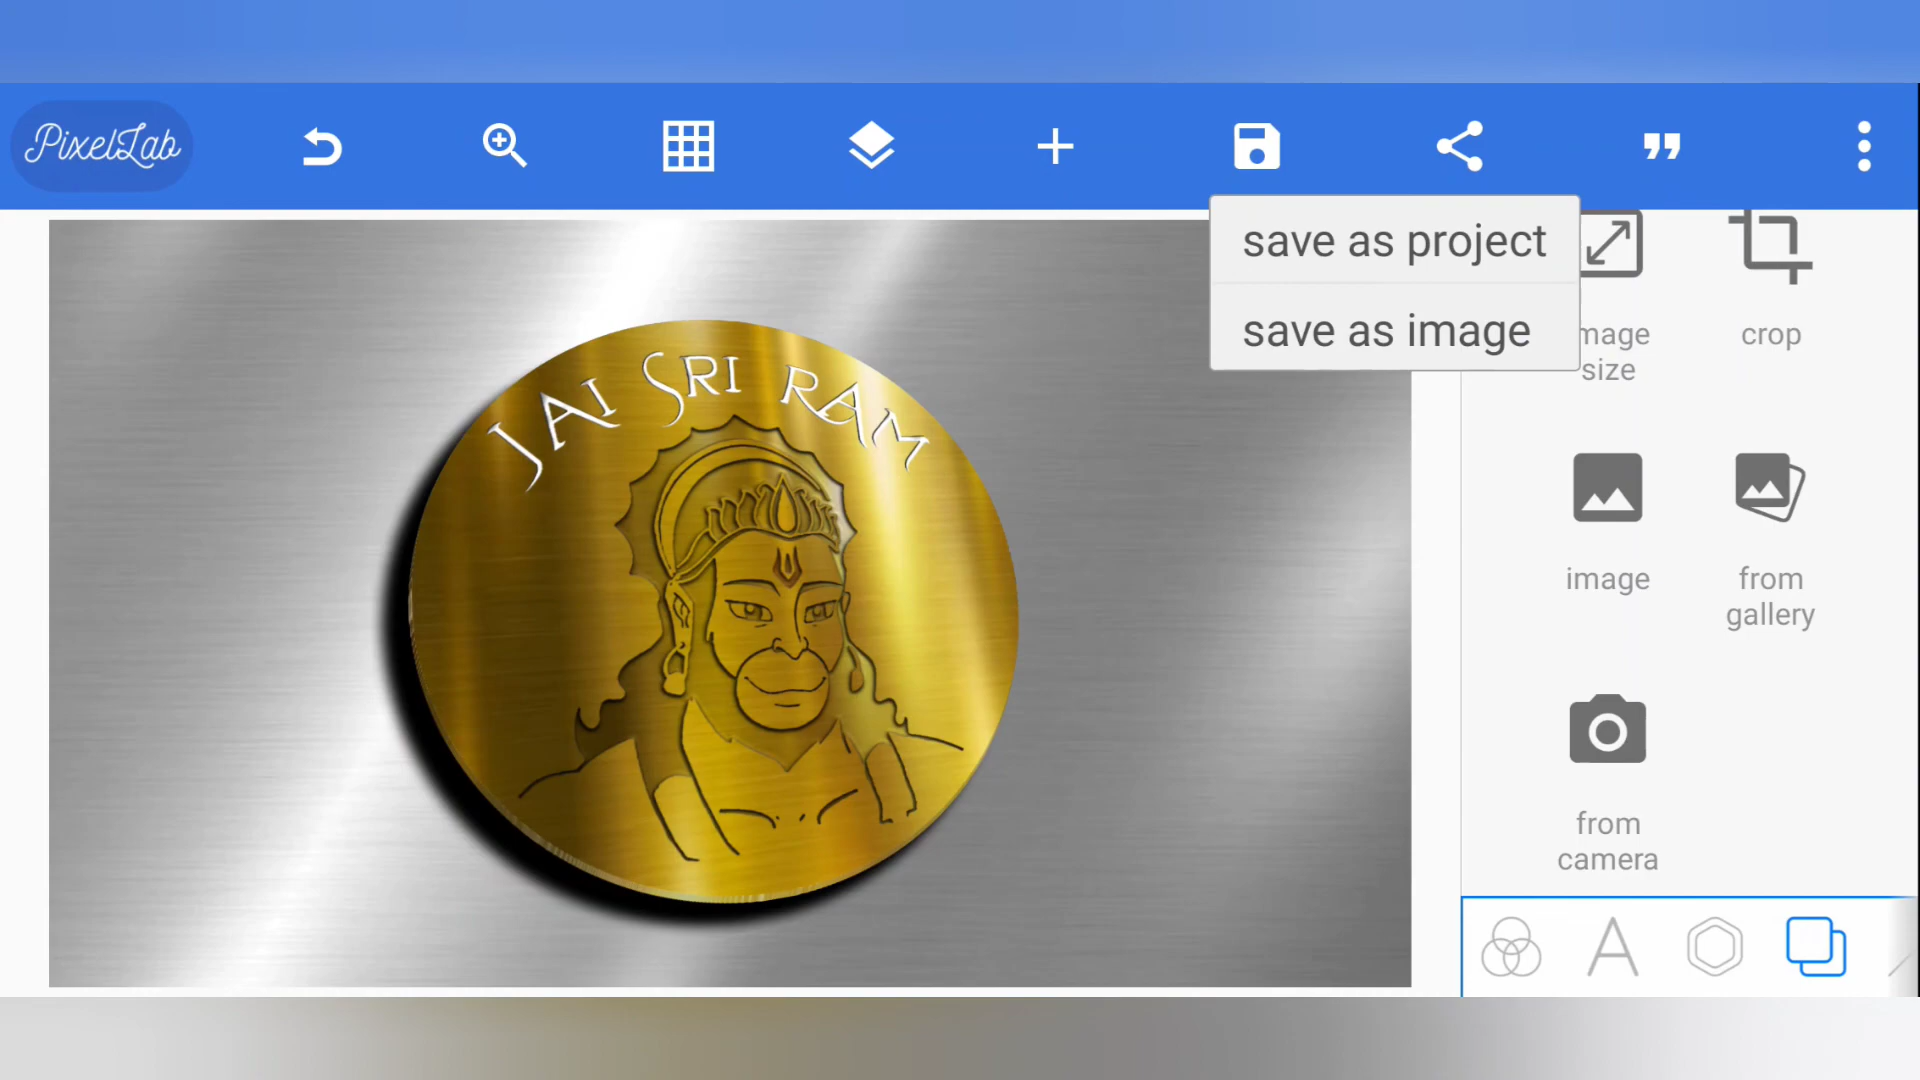 PixelLab
save as project
save as image
mage
size
crop
JAI SRI RAM
image
from
gallery
from
camera